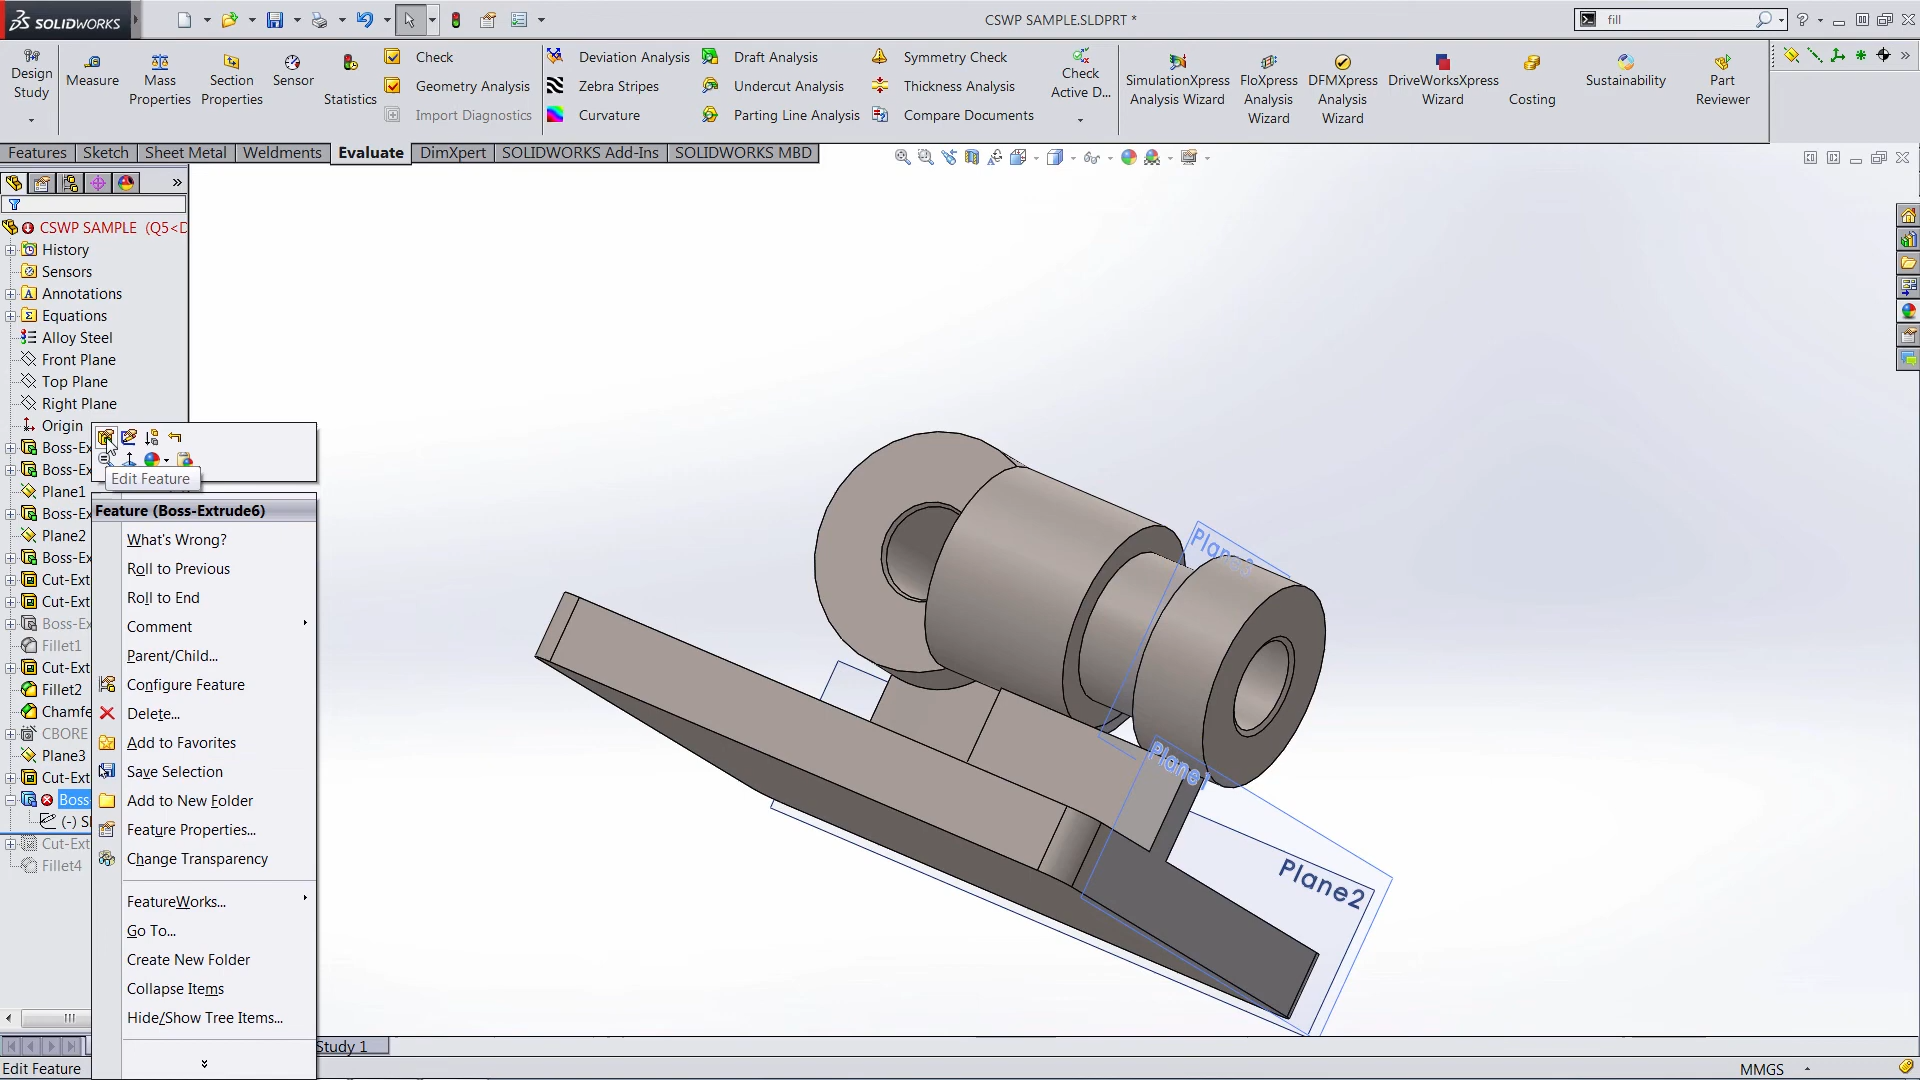 SOLIDWORKS
CSWP SAMPLE.SLDPRT *
fill
Design Study
Measure
Mass Properties
Section Properties
Sensor
Statistics
Check
Geometry Analysis
Import Diagnostics
Deviation Analysis
Zebra Stripes
Curvature
Draft Analysis
Undercut Analysis
Parting Line Analysis
Symmetry Check
Thickness Analysis
Compare Documents
Check Active D...
SimulationXpress Analysis Wizard
FloXpress Analysis Wizard
DFMXpress Analysis Wizard
DriveWorksXpress Wizard
Costing
Sustainability
Part Reviewer
Features
Sketch
Sheet Metal
Weldments
Evaluate
DimXpert
SOLIDWORKS Add-Ins
SOLIDWORKS MBD
CSWP SAMPLE (Q5<D
History
Sensors
Annotations
Equations
Alloy Steel
Front Plane
Top Plane
Right Plane
Origin
Boss-Ex
Boss-Ex
Plane1
Boss-Ex
Plane2
Boss-Ex
Cut-Ext
Cut-Ext
Boss-Ex
Fillet1
Cut-Ext
Fillet2
Chamfe
CBORE
Plane3
Cut-Ext
Boss-
(-) Sk
Cut-Ext
Fillet4
Edit Feature
Feature (Boss-Extrude6)
What's Wrong?
Roll to Previous
Roll to End
Comment
Parent/Child...
Configure Feature
Delete...
Add to Favorites
Save Selection
Add to New Folder
Feature Properties...
Change Transparency
FeatureWorks...
Go To...
Create New Folder
Collapse Items
Hide/Show Tree Items...
Plane3
Plane1
Plane2
Study 1
Edit Feature
MMGS